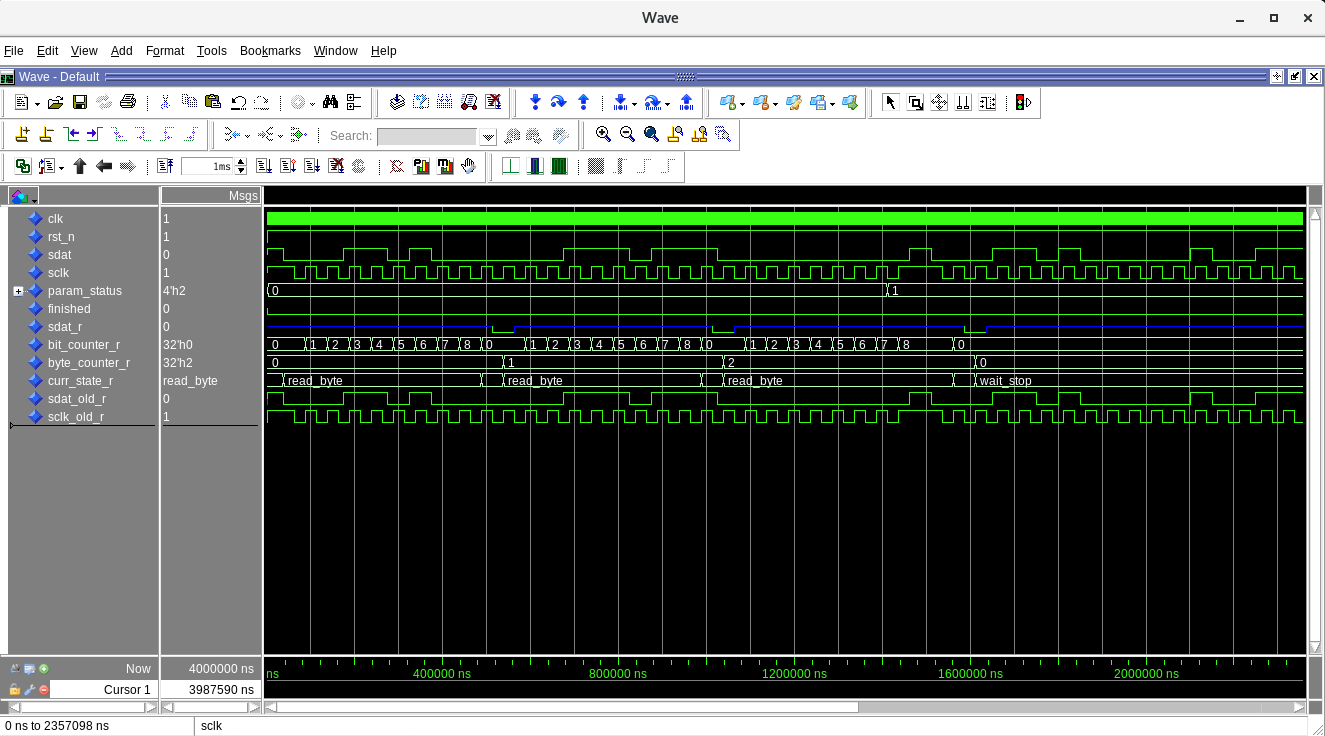 Wave
File Edit View Add Format Tools Bookmarks Window Help
Wave - Default
Search:
1ms
Msgs
clk 1
rst_n 1
sdat 0
sclk 1
param_status 4'h2 0 1
finished 0
sdat_r 0
bit_counter_r 32'h0 0 1 2 3 4 5 6 7 8 0 1 2 3 4 5 6 7 8 0 1 2 3 4 5 6 7 8 0
byte_counter_r 32'h2 0 1 2 0
curr_state_r read_byte read_byte read_byte read_byte wait_stop
sdat_old_r 0
sclk_old_r 1
Now 4000000 ns ns 400000 ns 800000 ns 1200000 ns 1600000 ns 2000000 ns
Cursor 1 3987590 ns
0 ns to 2357098 ns sclk